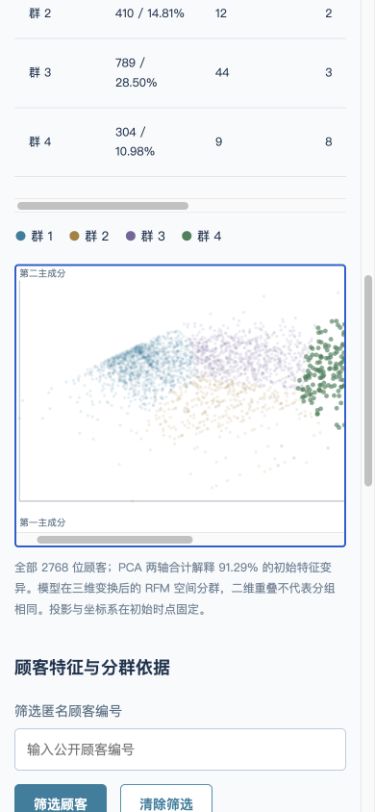 群 2 410 / 14.81% 12 2
群 3 789 / 28.50% 44 3
群 4 304 / 10.98% 9 8
群 1 群 2 群 3 群 4
第二主成分
第一主成分
全部 2768 位顾客；PCA 两轴合计解释 91.29% 的初始特征变
异。模型在三维变换后的 RFM 空间分群，二维重叠不代表分组
相同。投影与坐标系在初始时点固定。
顾客特征与分群依据
筛选匿名顾客编号
输入公开顾客编号
筛选顾客 清除筛选